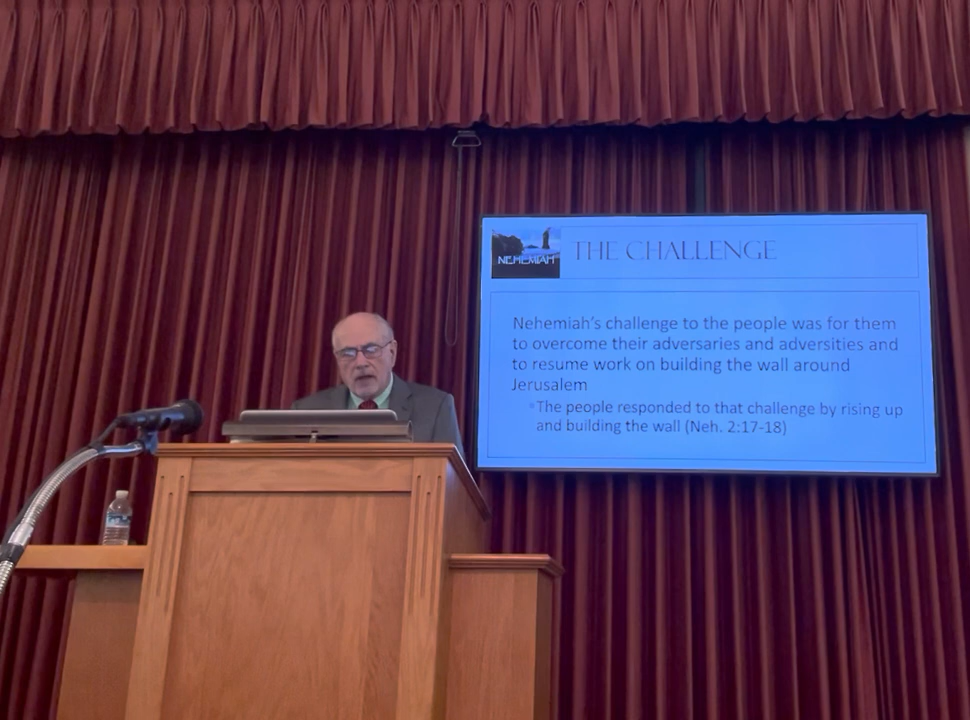 NEHEMIAH
THE CHALLENGE
Nehemiah's challenge to the people was for them
to overcome their adversaries and adversities and
to resume work on building the wall around
Jerusalem
The people responded to that challenge by rising up
and building the wall (Neh. 2:17-18)